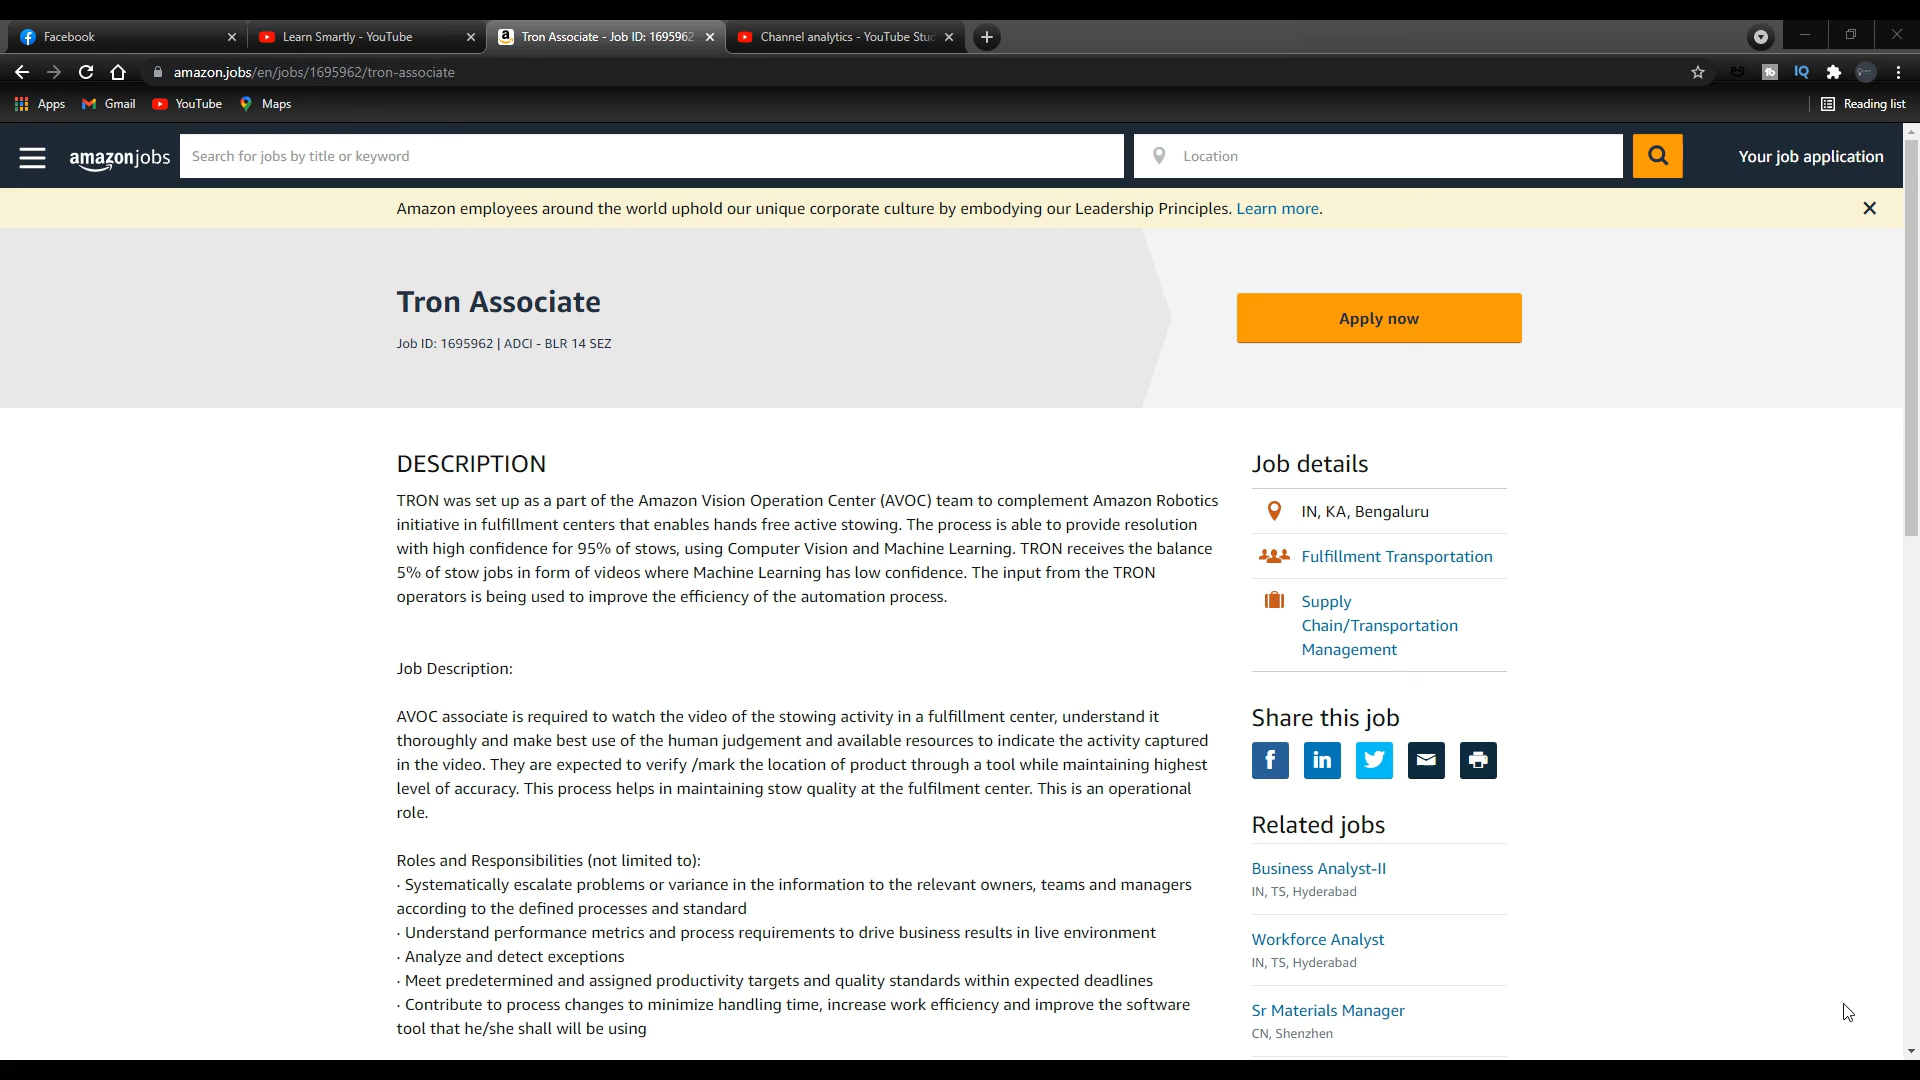 Facebook
Learn Smartly - YouTube
Tron Associate - Job ID: 1695962
Channel analytics - YouTube Stu
amazon.jobs/en/jobs/1695962/tron-associate
Apps
Gmail
YouTube
Maps
Reading list
amazon jobs
Search for jobs by title or keyword
Location
Your job application
Amazon employees around the world uphold our unique corporate culture by embodying our Leadership Principles. Learn more.
Tron Associate
Job ID: 1695962 | ADCI - BLR 14 SEZ
Apply now
DESCRIPTION
TRON was set up as a part of the Amazon Vision Operation Center (AVOC) team to complement Amazon Robotics
initiative in fulfillment centers that enables hands free active stowing. The process is able to provide resolution
with high confidence for 95% of stows, using Computer Vision and Machine Learning. TRON receives the balance
5% of stow jobs in form of videos where Machine Learning has low confidence. The input from the TRON
operators is being used to improve the efficiency of the automation process.
Job Description:
AVOC associate is required to watch the video of the stowing activity in a fulfillment center, understand it
thoroughly and make best use of the human judgement and available resources to indicate the activity captured
in the video. They are expected to verify /mark the location of product through a tool while maintaining highest
level of accuracy. This process helps in maintaining stow quality at the fulfilment center. This is an operational
role.
Roles and Responsibilities (not limited to):
· Systematically escalate problems or variance in the information to the relevant owners, teams and managers
according to the defined processes and standard
· Understand performance metrics and process requirements to drive business results in live environment
· Analyze and detect exceptions
· Meet predetermined and assigned productivity targets and quality standards within expected deadlines
· Contribute to process changes to minimize handling time, increase work efficiency and improve the software
tool that he/she shall will be using
Job details
IN, KA, Bengaluru
Fulfillment Transportation
Supply
Chain/Transportation
Management
Share this job
Related jobs
Business Analyst-II
IN, TS, Hyderabad
Workforce Analyst
IN, TS, Hyderabad
Sr Materials Manager
CN, Shenzhen